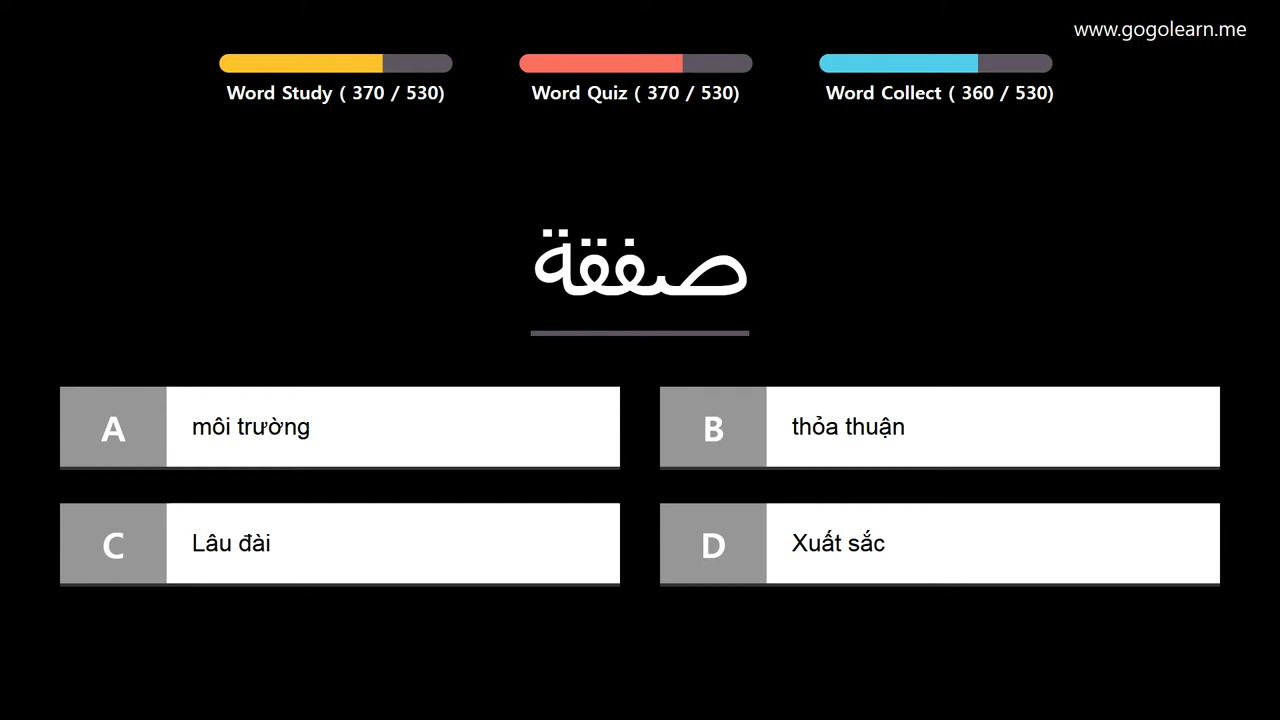 www.gogolearn.me
Word Study ( 370 / 530)
Word Quiz ( 370 / 530)
Word Collect ( 360 / 530)
صفقة
A
môi trường
B
thỏa thuận
C
Lâu đài
D
Xuất sắc